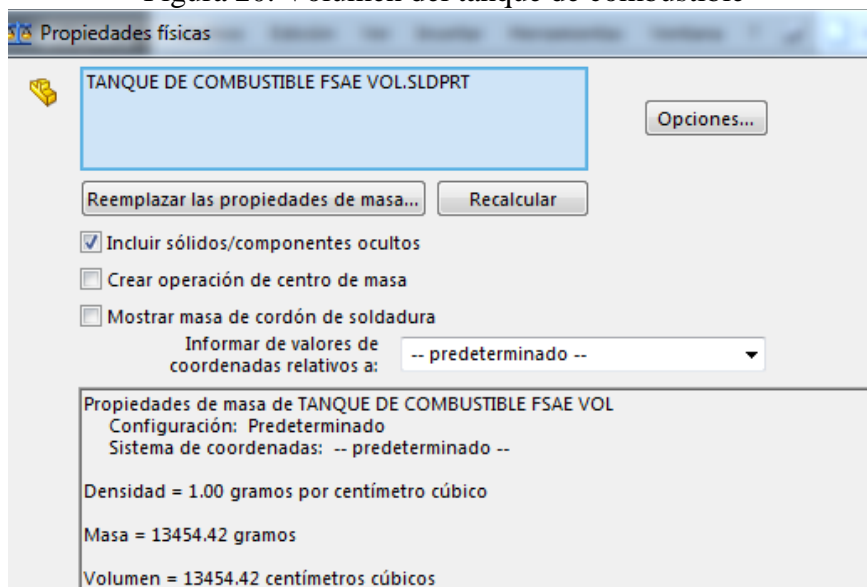 Propiedades físicas
TANQUE DE COMBUSTIBLE FSAE VOL.SLDPRT
Opciones...
Reemplazar las propiedades de masa...
Recalcular
Incluir sólidos/componentes ocultos
Crear operación de centro de masa
Mostrar masa de cordón de soldadura
Informar de valores de
coordenadas relativos a:
-- predeterminado --
Propiedades de masa de TANQUE DE COMBUSTIBLE FSAE VOL
Configuración: Predeterminado
Sistema de coordenadas: -- predeterminado --
Densidad = 1.00 gramos por centímetro cúbico
Masa = 13454.42 gramos
Volumen = 13454.42 centímetros cúbicos